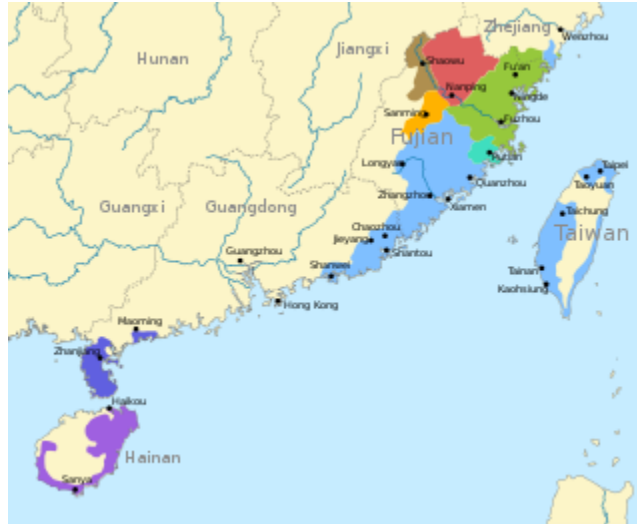 Zhejiang
Wenzhou
Hunan
Jiangxi
Shaowu
Fu'an
Nanping
Ningde
Sanming
Fuzhou
Fujian
Putian
Longyan
Taipei
Taoyuan
Quanzhou
Zhangzhou
Xiamen
Guangxi
Guangdong
Taichung
Taiwan
Chaozhou
Jieyang
Guangzhou
Shantou
Shanwei
Tainan
Kaohsiung
Hong Kong
Maoming
Zhanjiang
Haikou
Hainan
Sanya